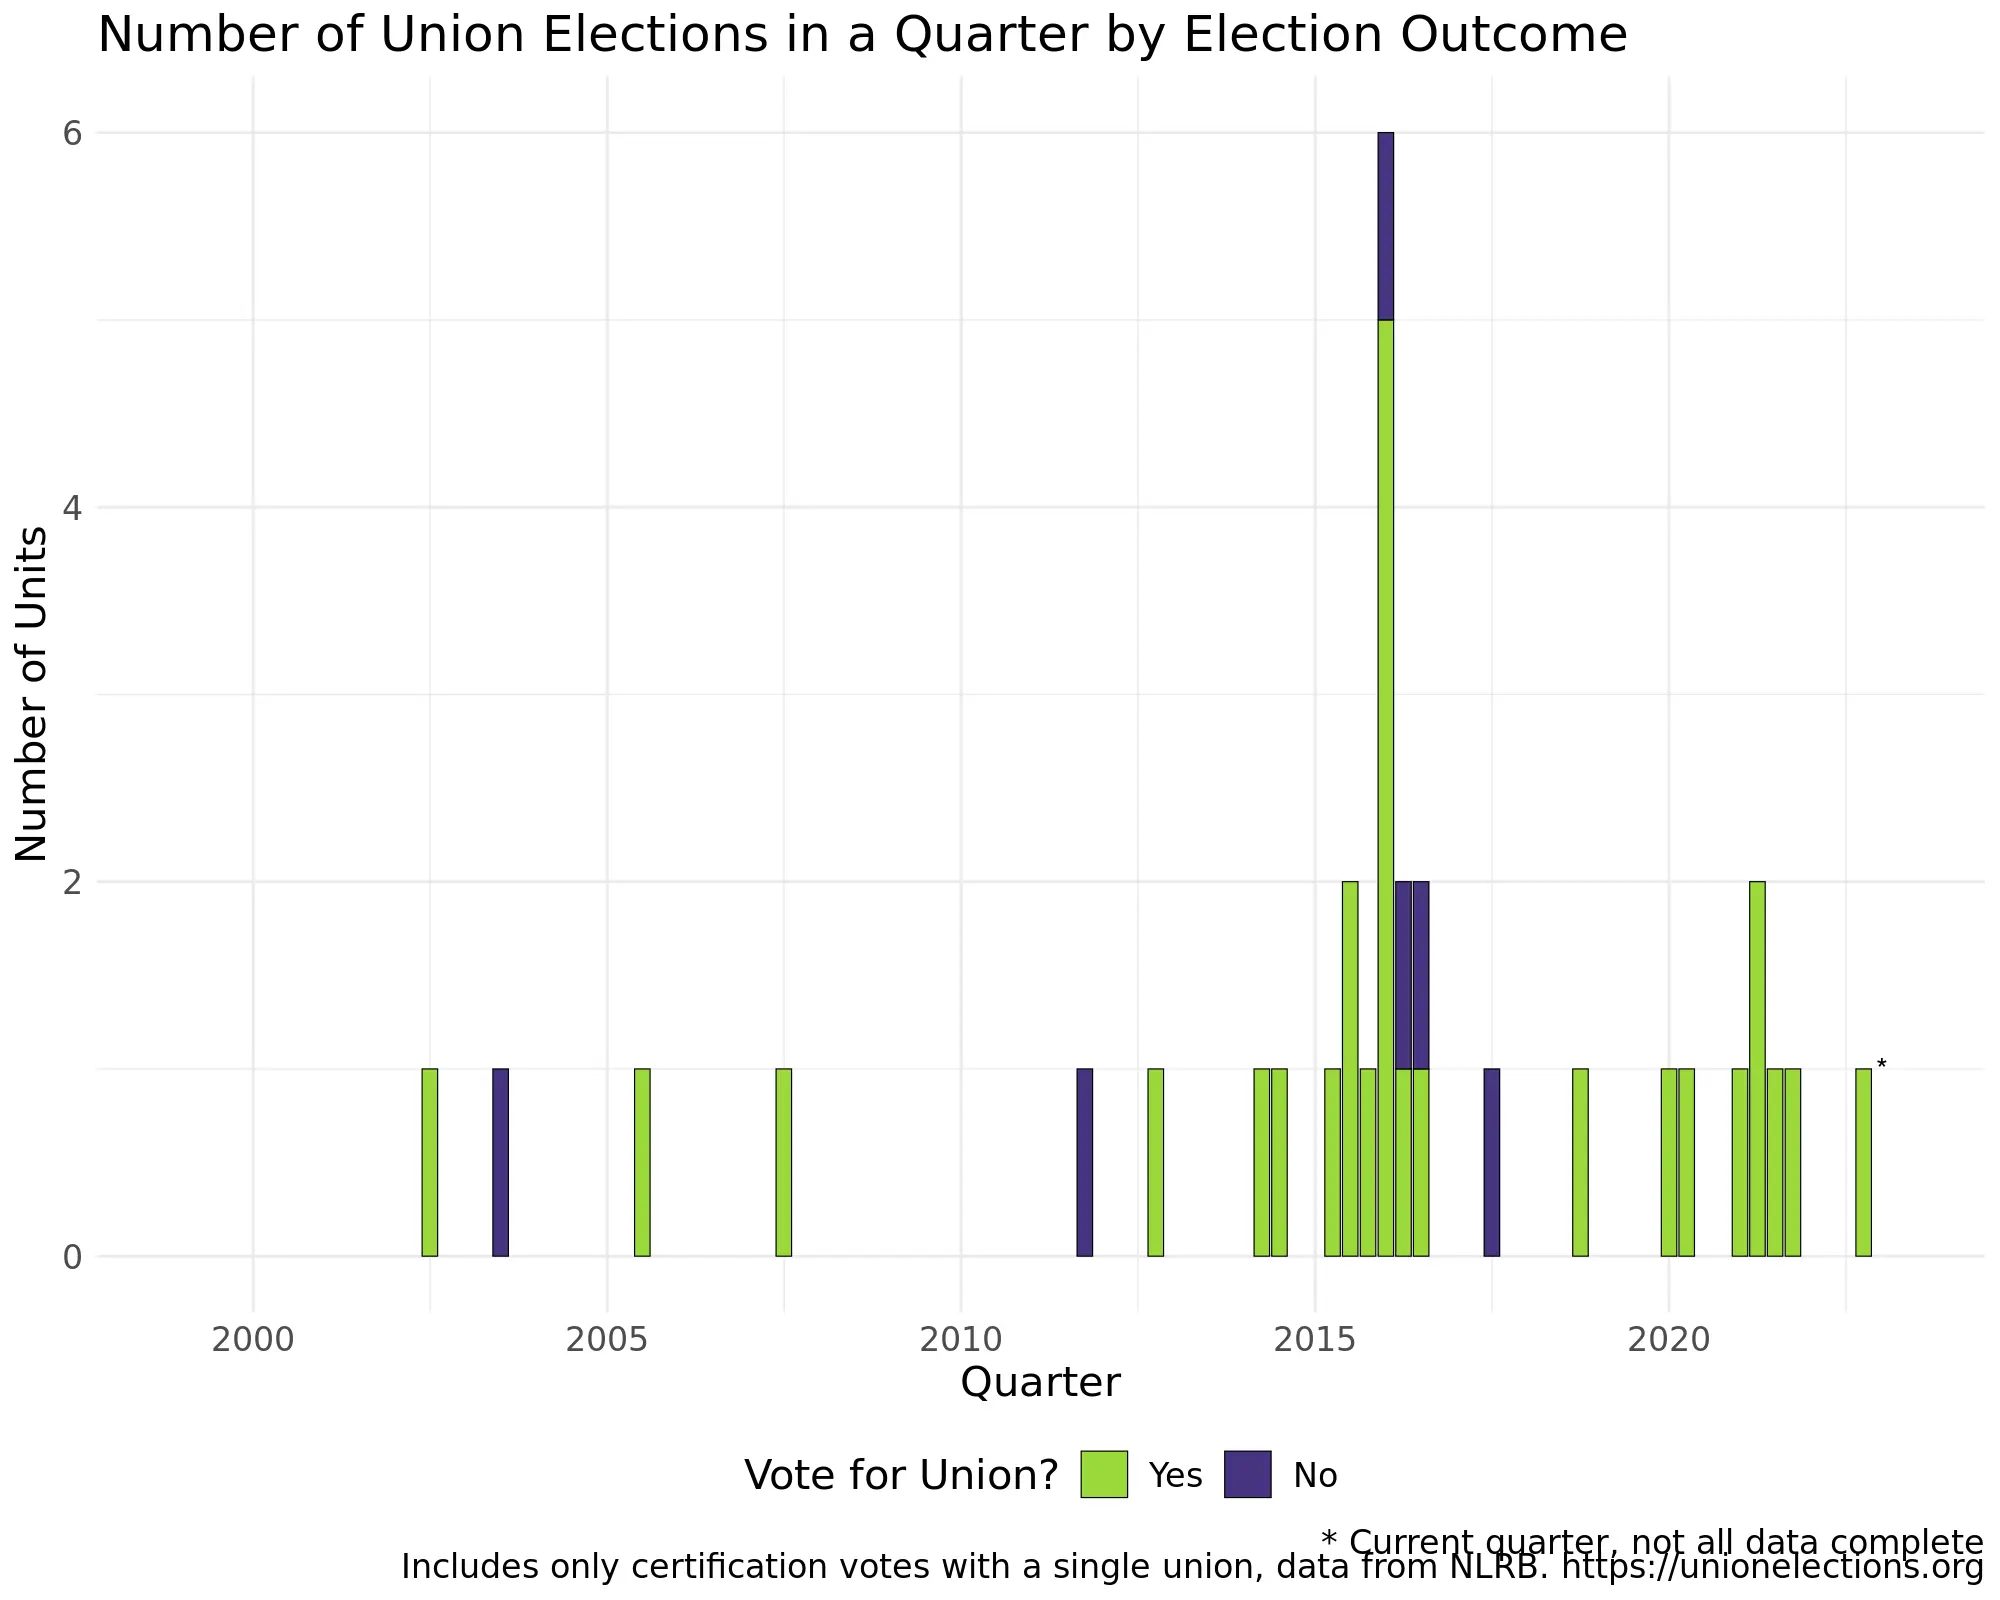 Number of Union Elections in a Quarter by Election Outcome
6
4
2
0
Number of Units
*
2000 2005 2010 2015 2020
Quarter
Vote for Union? Yes No
* Current quarter, not all data complete
Includes only certification votes with a single union, data from NLRB. https://unionelections.org